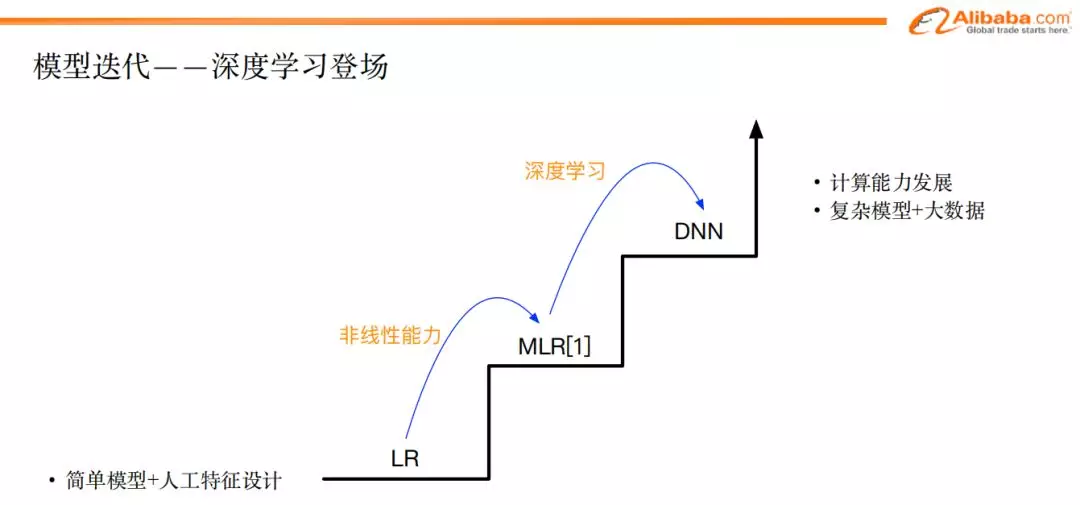 Alibaba.com
Global trade starts here.
模型迭代——深度学习登场
深度学习
• 计算能力发展
• 复杂模型+大数据
DNN
非线性能力
MLR[1]
LR
• 简单模型+人工特征设计